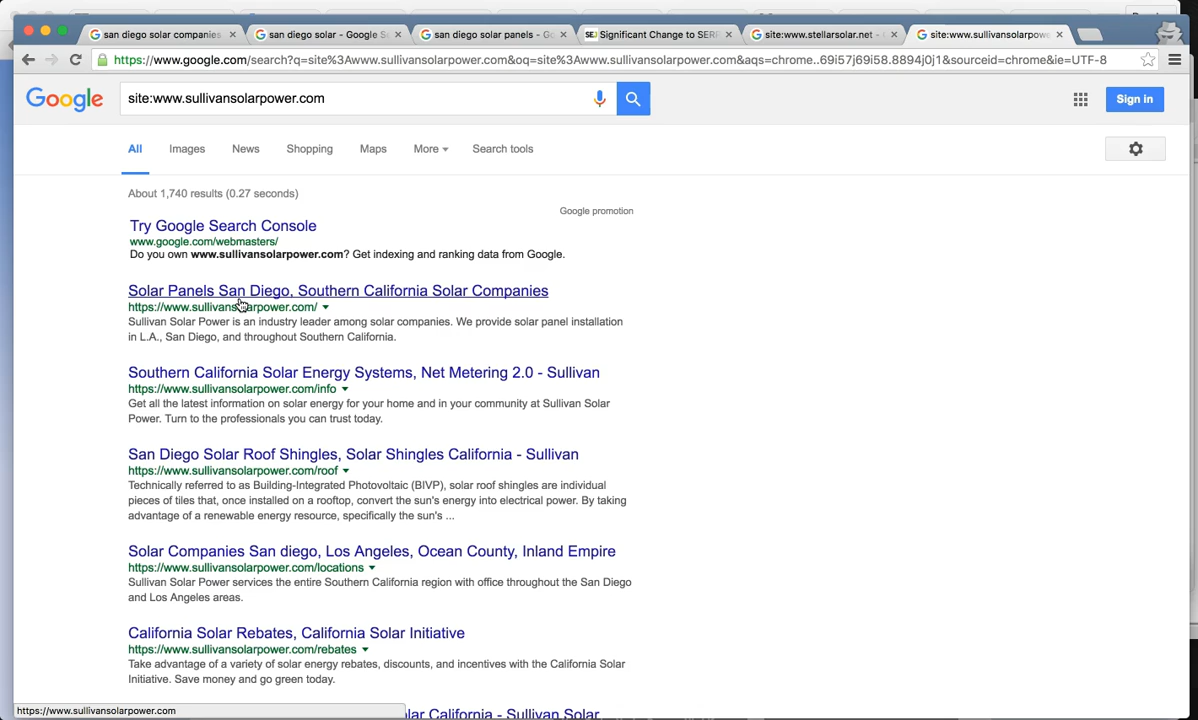 san diego solar companies
san diego solar - Google S
san diego solar panels - Go
SEJ Significant Change to SERP
site:www.stellarsolar.net -
site:www.sullivansolarpow
https://www.google.com/search?q=site%3Awww.sullivansolarpower.com&oq=site%3Awww.sullivansolarpower.com&aqs=chrome..69i57j69i58.8894j0j1&sourceid=chrome&ie=UTF-8
Google
site:www.sullivansolarpower.com
Sign in
All Images News Shopping Maps More Search tools
About 1,740 results (0.27 seconds)
Google promotion
Try Google Search Console
www.google.com/webmasters/
Do you own www.sullivansolarpower.com? Get indexing and ranking data from Google.
Solar Panels San Diego, Southern California Solar Companies
https://www.sullivansolarpower.com/
Sullivan Solar Power is an industry leader among solar companies. We provide solar panel installation
in L.A., San Diego, and throughout Southern California.
Southern California Solar Energy Systems, Net Metering 2.0 - Sullivan
https://www.sullivansolarpower.com/info
Get all the latest information on solar energy for your home and in your community at Sullivan Solar
Power. Turn to the professionals you can trust today.
San Diego Solar Roof Shingles, Solar Shingles California - Sullivan
https://www.sullivansolarpower.com/roof
Technically referred to as Building-Integrated Photovoltaic (BIVP), solar roof shingles are individual
pieces of tiles that, once installed on a rooftop, convert the sun's energy into electrical power. By taking
advantage of a renewable energy resource, specifically the sun's ...
Solar Companies San diego, Los Angeles, Ocean County, Inland Empire
https://www.sullivansolarpower.com/locations
Sullivan Solar Power services the entire Southern California region with office throughout the San Diego
and Los Angeles areas.
California Solar Rebates, California Solar Initiative
https://www.sullivansolarpower.com/rebates
Take advantage of a variety of solar energy rebates, discounts, and incentives with the California Solar
Initiative. Save money and go green today.
https://www.sullivansolarpower.com
lar California - Sullivan Solar